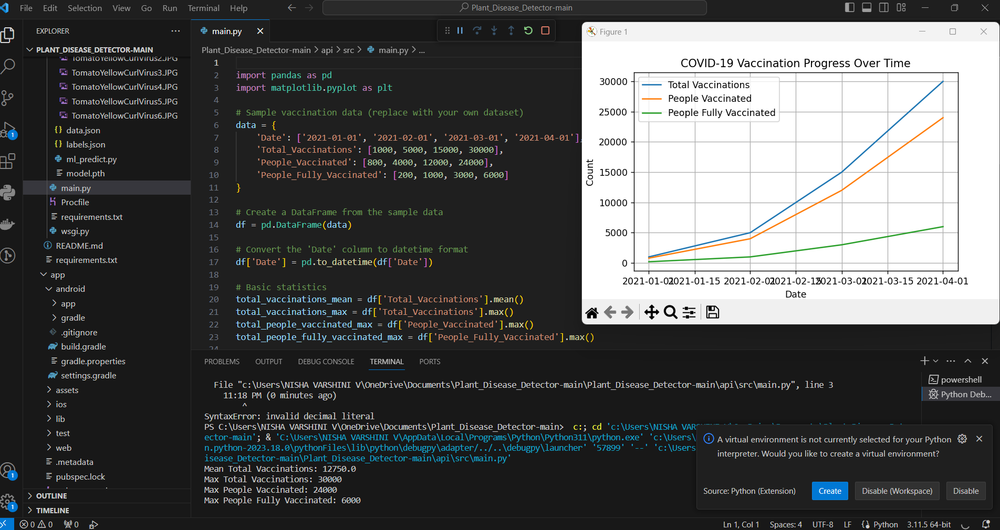 File Edit Selection View Go Run Terminal Help
Plant_Disease_Detector-main
EXPLORER
PLANT_DISEASE_DETECTOR-MAIN
TomatoYellowCurlVirus2.JPG
TomatoYellowCurlVirus3.JPG
TomatoYellowCurlVirus4.JPG
TomatoYellowCurlVirus5.JPG
TomatoYellowCurlVirus6.JPG
data.json
labels.json
ml_predict.py
model.pth
main.py
Procfile
requirements.txt
wsgi.py
README.md
requirements.txt
app
android
app
gradle
.gitignore
build.gradle
gradle.properties
settings.gradle
assets
ios
lib
test
web
.metadata
pubspec.lock
OUTLINE
TIMELINE
1
1
1
main.py
Plant_Disease_Detector-main > api > src > main.py > ...
1
2 import pandas as pd
3 import matplotlib.pyplot as plt
4
5 # Sample vaccination data (replace with your own dataset)
6 data = {
7 'Date': ['2021-01-01', '2021-02-01', '2021-03-01', '2021-04-01'],
8 'Total_Vaccinations': [1000, 5000, 15000, 30000],
9 'People_Vaccinated': [800, 4000, 12000, 24000],
10 'People_Fully_Vaccinated': [200, 1000, 3000, 6000]
11 }
12
13 # Create a DataFrame from the sample data
14 df = pd.DataFrame(data)
15
16 # Convert the 'Date' column to datetime format
17 df['Date'] = pd.to_datetime(df['Date'])
18
19 # Basic statistics
20 total_vaccinations_mean = df['Total_Vaccinations'].mean()
21 total_vaccinations_max = df['Total_Vaccinations'].max()
22 total_people_vaccinated_max = df['People_Vaccinated'].max()
23 total_people_fully_vaccinated_max = df['People_Fully_Vaccinated'].max()
24
Figure 1
COVID-19 Vaccination Progress Over Time
Total Vaccinations
People Vaccinated
People Fully Vaccinated
30000
25000
20000
15000
10000
5000
0
Count
2021-01-01 2021-01-15 2021-02-01 2021-02-15 2021-03-01 2021-03-15 2021-04-01
Date
PROBLEMS OUTPUT DEBUG CONSOLE TERMINAL PORTS
File "c:\Users\NISHA VARSHINI V\OneDrive\Documents\Plant_Disease_Detector-main\Plant_Disease_Detector-main\api\src\main.py", line 3
11:18 PM (0 minutes ago)
^
SyntaxError: invalid decimal literal
PS C:\Users\NISHA VARSHINI V\OneDrive\Documents\Plant_Disease_Detector-main> c:; cd 'c:\Users\NISHA VAR
ector-main'; & 'C:\Users\NISHA VARSHINI V\AppData\Local\Programs\Python\Python311\python.exe' 'c:\Users\
n.python-2023.18.0\pythonFiles\lib\python\debugpy\adapter/../..\debugpy\launcher' '57899' '--' 'c:\Users
isease_Detector-main\Plant_Disease_Detector-main\api\src\main.py'
Mean Total Vaccinations: 12750.0
Max Total Vaccinations: 30000
Max People Vaccinated: 24000
Max People Fully Vaccinated: 6000
powershell
Python Deb...
A virtual environment is not currently selected for your Python
interpreter. Would you like to create a virtual environment?
Source: Python (Extension) Create Disable (Workspace) Disable
0 0 0 Ln 1, Col 1 Spaces: 4 UTF-8 LF Python 3.11.5 64-bit